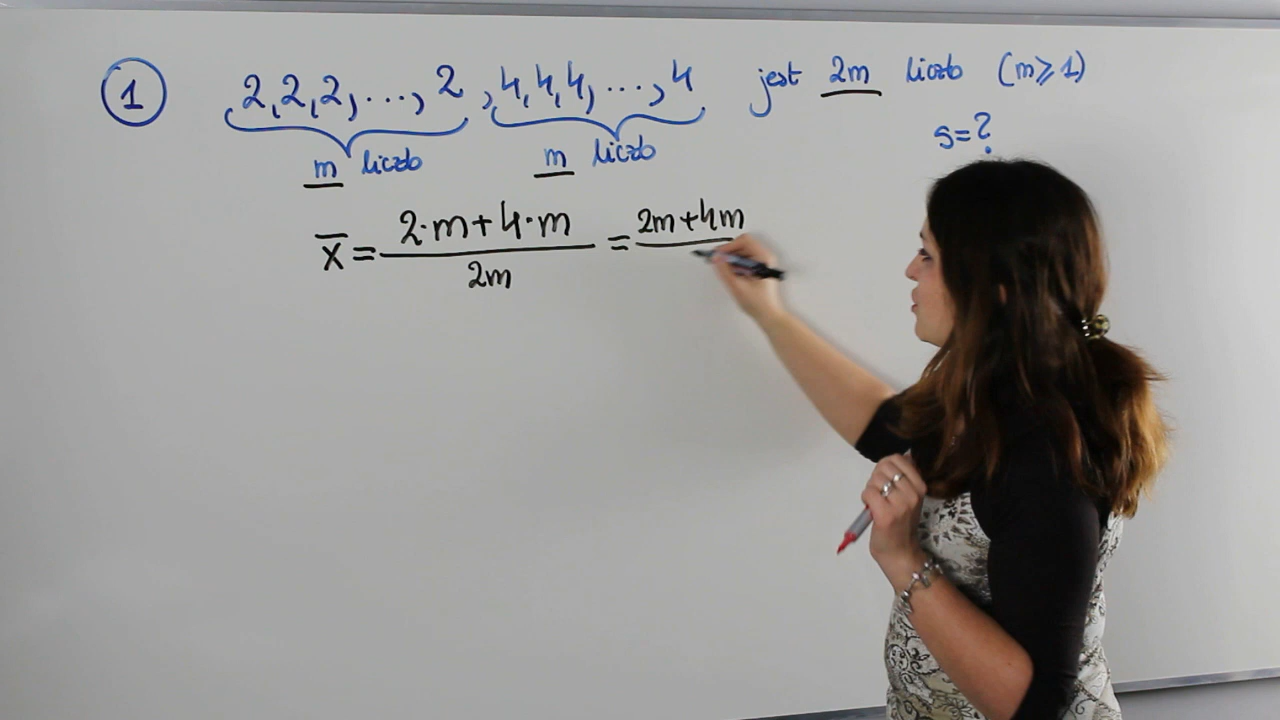 1 2,2,2,...,2,4,4,4,...,4 jest 2m liczb (m⩾1)
m liczb m liczb s=?
x̅ = (2·m+4·m)/2m = 2m+4m